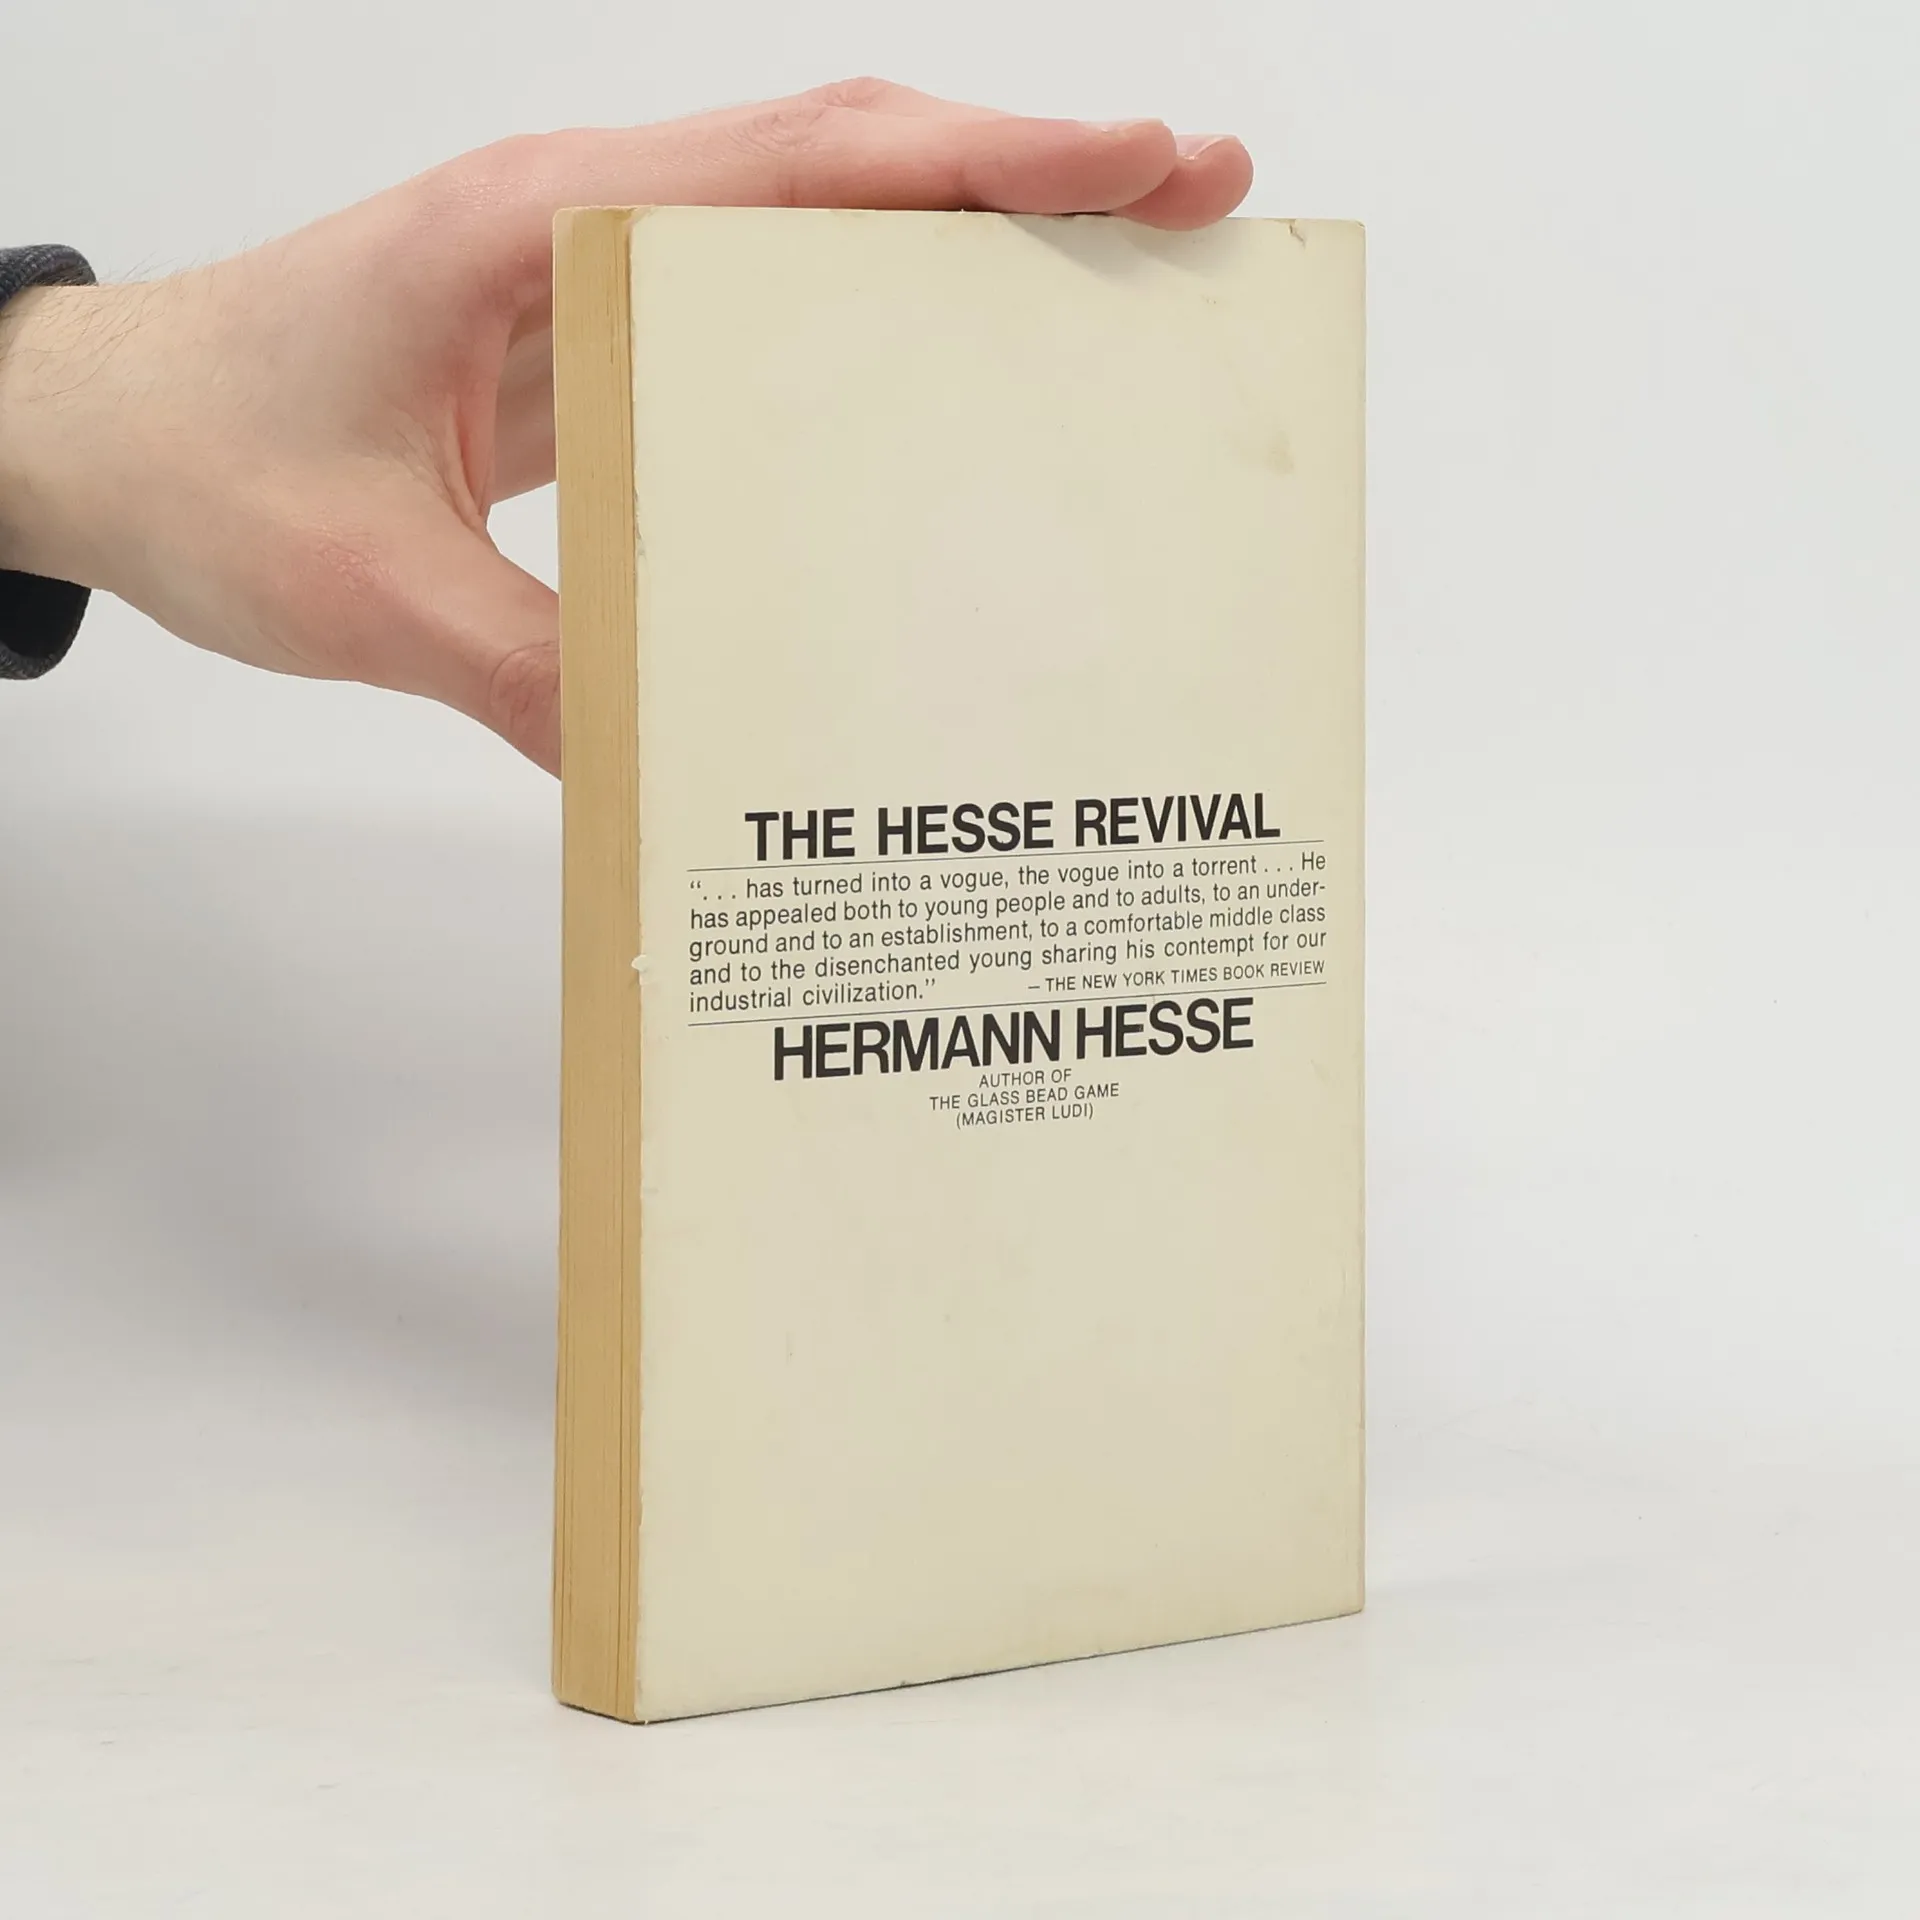 THE HESSE REVIVAL
“. . . has turned into a vogue, the vogue into a torrent . . . He
has appealed both to young people and to adults, to an under-
ground and to an establishment, to a comfortable middle class
and to the disenchanted young sharing his contempt for our
industrial civilization.” – THE NEW YORK TIMES BOOK REVIEW
HERMANN HESSE
AUTHOR OF
THE GLASS BEAD GAME
(MAGISTER LUDI)